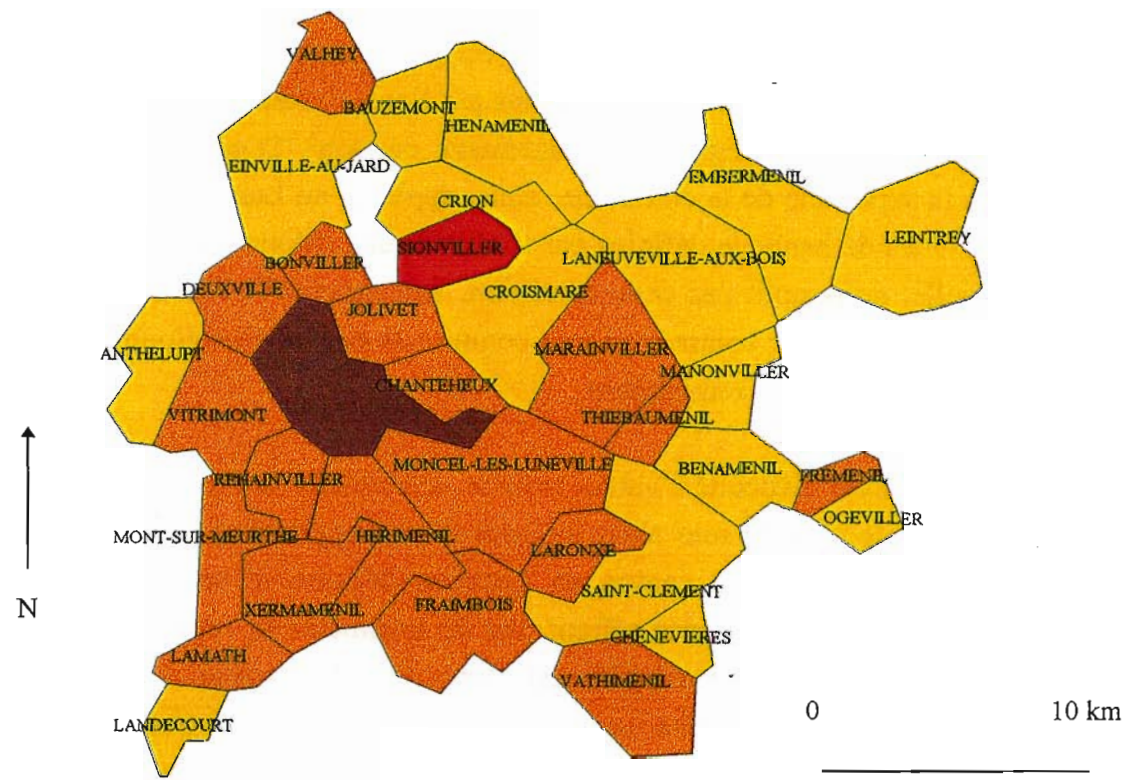 VALHEY
BAUZEMONT
HENAMENIL
EINVILLE-AU-JARD
EMBERMENIL
CRION
LEINTREY
SIONVILLER
LANEUVEVILLE-AUX-BOIS
BONVILLER
DEUXVILLE
CROISMARE
JOLIVET
ANTHELUPT
MARAINVILLER
MANONVILLER
CHANTEHEUX
VITRIMONT
THIEBAUMENIL
MONCEL-LES-LUNEVILLE
BENAMENIL
REHAINVILLER
FREMENIL
OGEVILLER
MONT-SUR-MEURTHE
HERIMENIL
LARONXE
SAINT-CLEMENT
XERMAMENIL
FRAIMBOIS
N
CHENEVIERES
LAMATH
VATHIMENIL
LANDECOURT
0 10 km